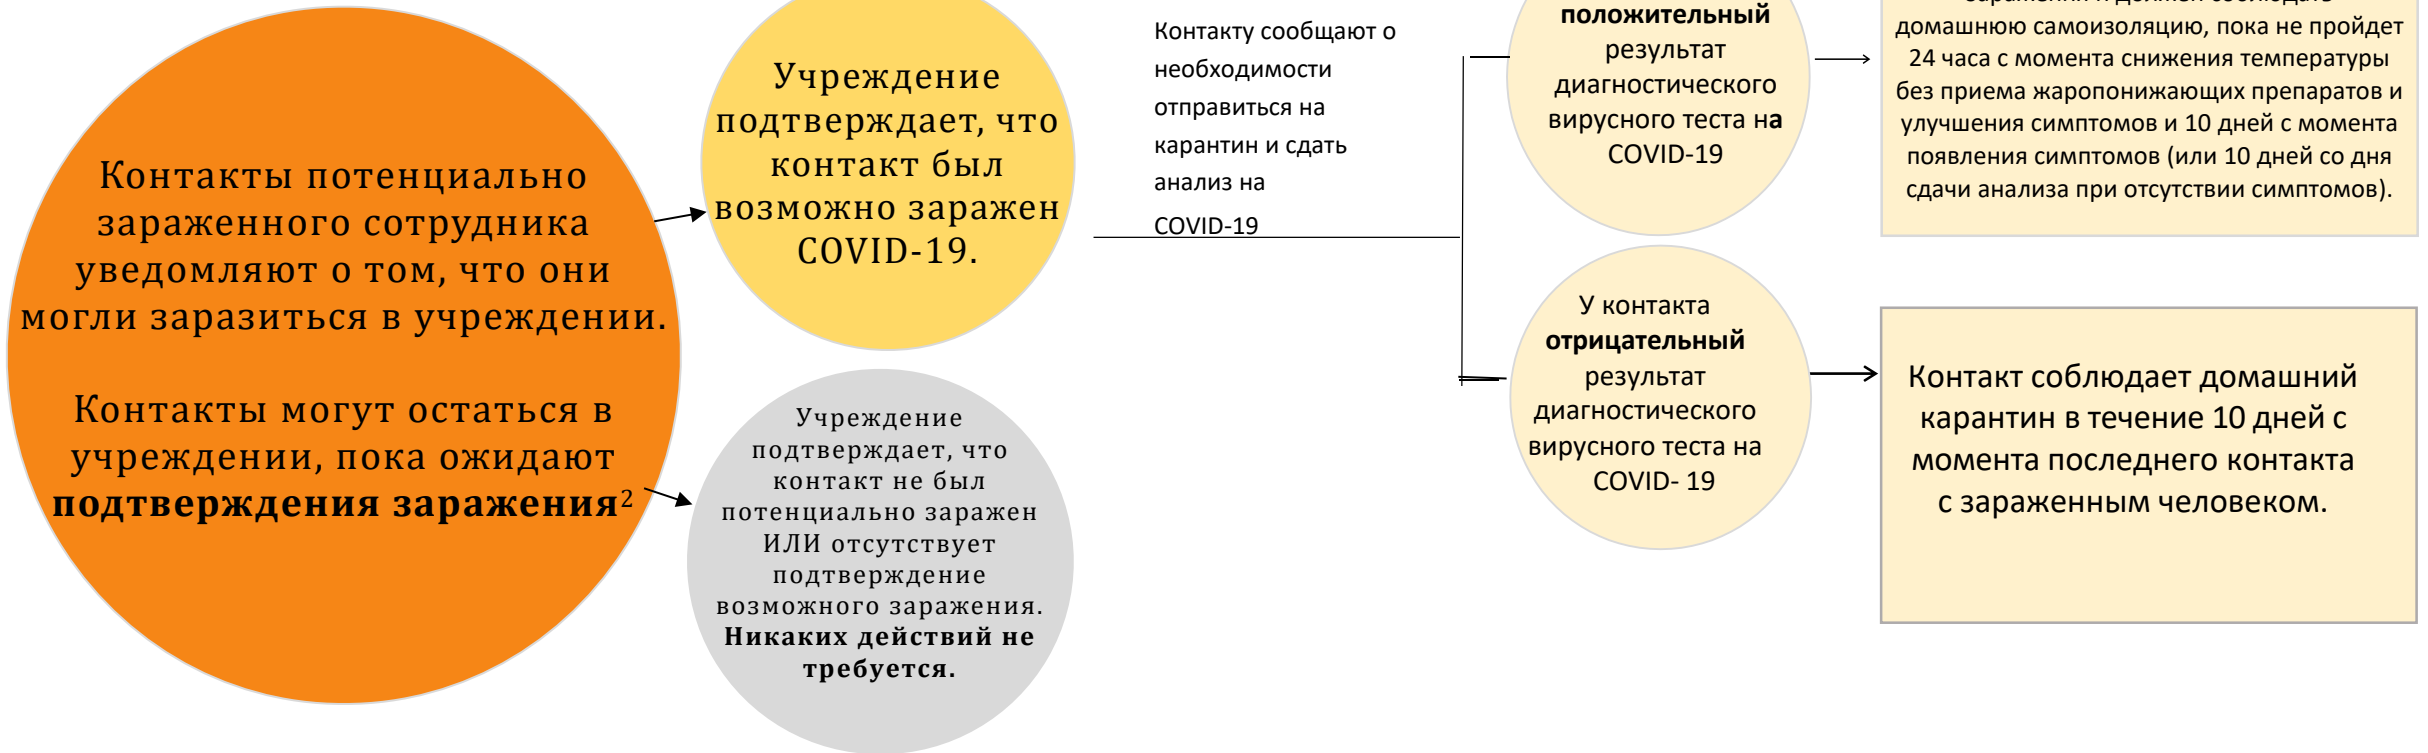 Контакты потенциально
зараженного сотрудника
уведомляют о том, что они
могли заразиться в учреждении.
Контакты могут остаться в
учреждении, пока ожидают
подтверждения заражения2
Учреждение
подтверждает, что
контакт был
возможно заражен
COVID-19.
Учреждение
подтверждает, что
контакт не был
потенциально заражен
ИЛИ отсутствует
подтверждение
возможного заражения.
Никаких действий не
требуется.
Контакту сообщают о
необходимости
отправиться на
карантин и сдать
анализ на
COVID-19
положительный
результат
диагностического
вирусного теста на
COVID-19
домашнюю самоизоляцию, пока не пройдет
24 часа с момента снижения температуры
без приема жаропонижающих препаратов и
улучшения симптомов и 10 дней с момента
появления симптомов (или 10 дней со дня
сдачи анализа при отсутствии симптомов).
У контакта
отрицательный
результат
диагностического
вирусного теста на
COVID- 19
Контакт соблюдает домашний
карантин в течение 10 дней с
момента последнего контакта
с зараженным человеком.